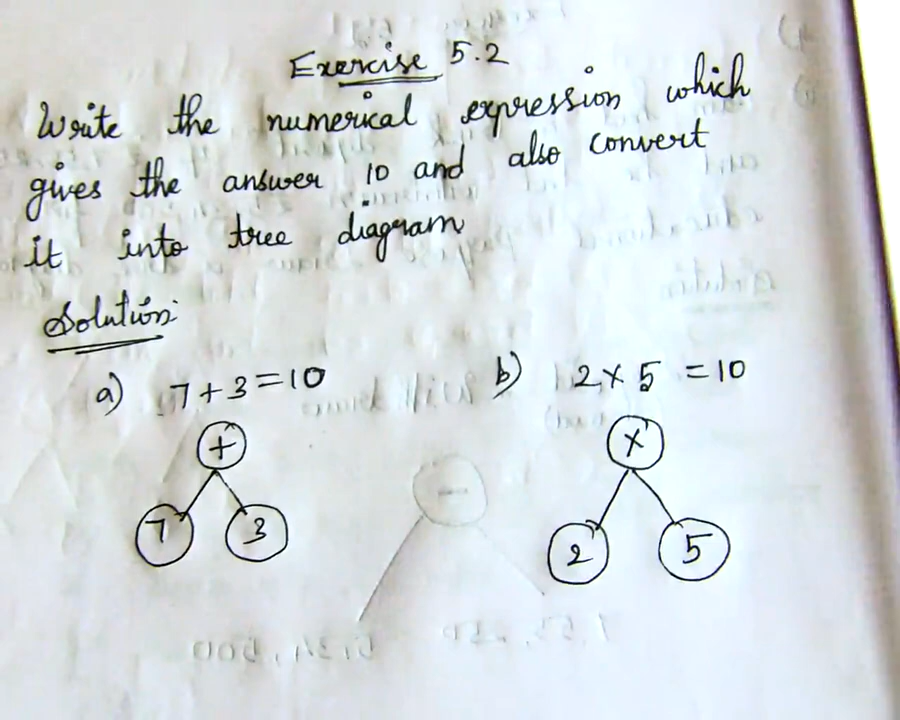 Exercise 5.2
Write the numerical expression which
gives the answer 10 and also convert
it into tree diagram
Solution:
a) 7 + 3 = 10 b) 2 x 5 = 10
+ x
7 3 2 5